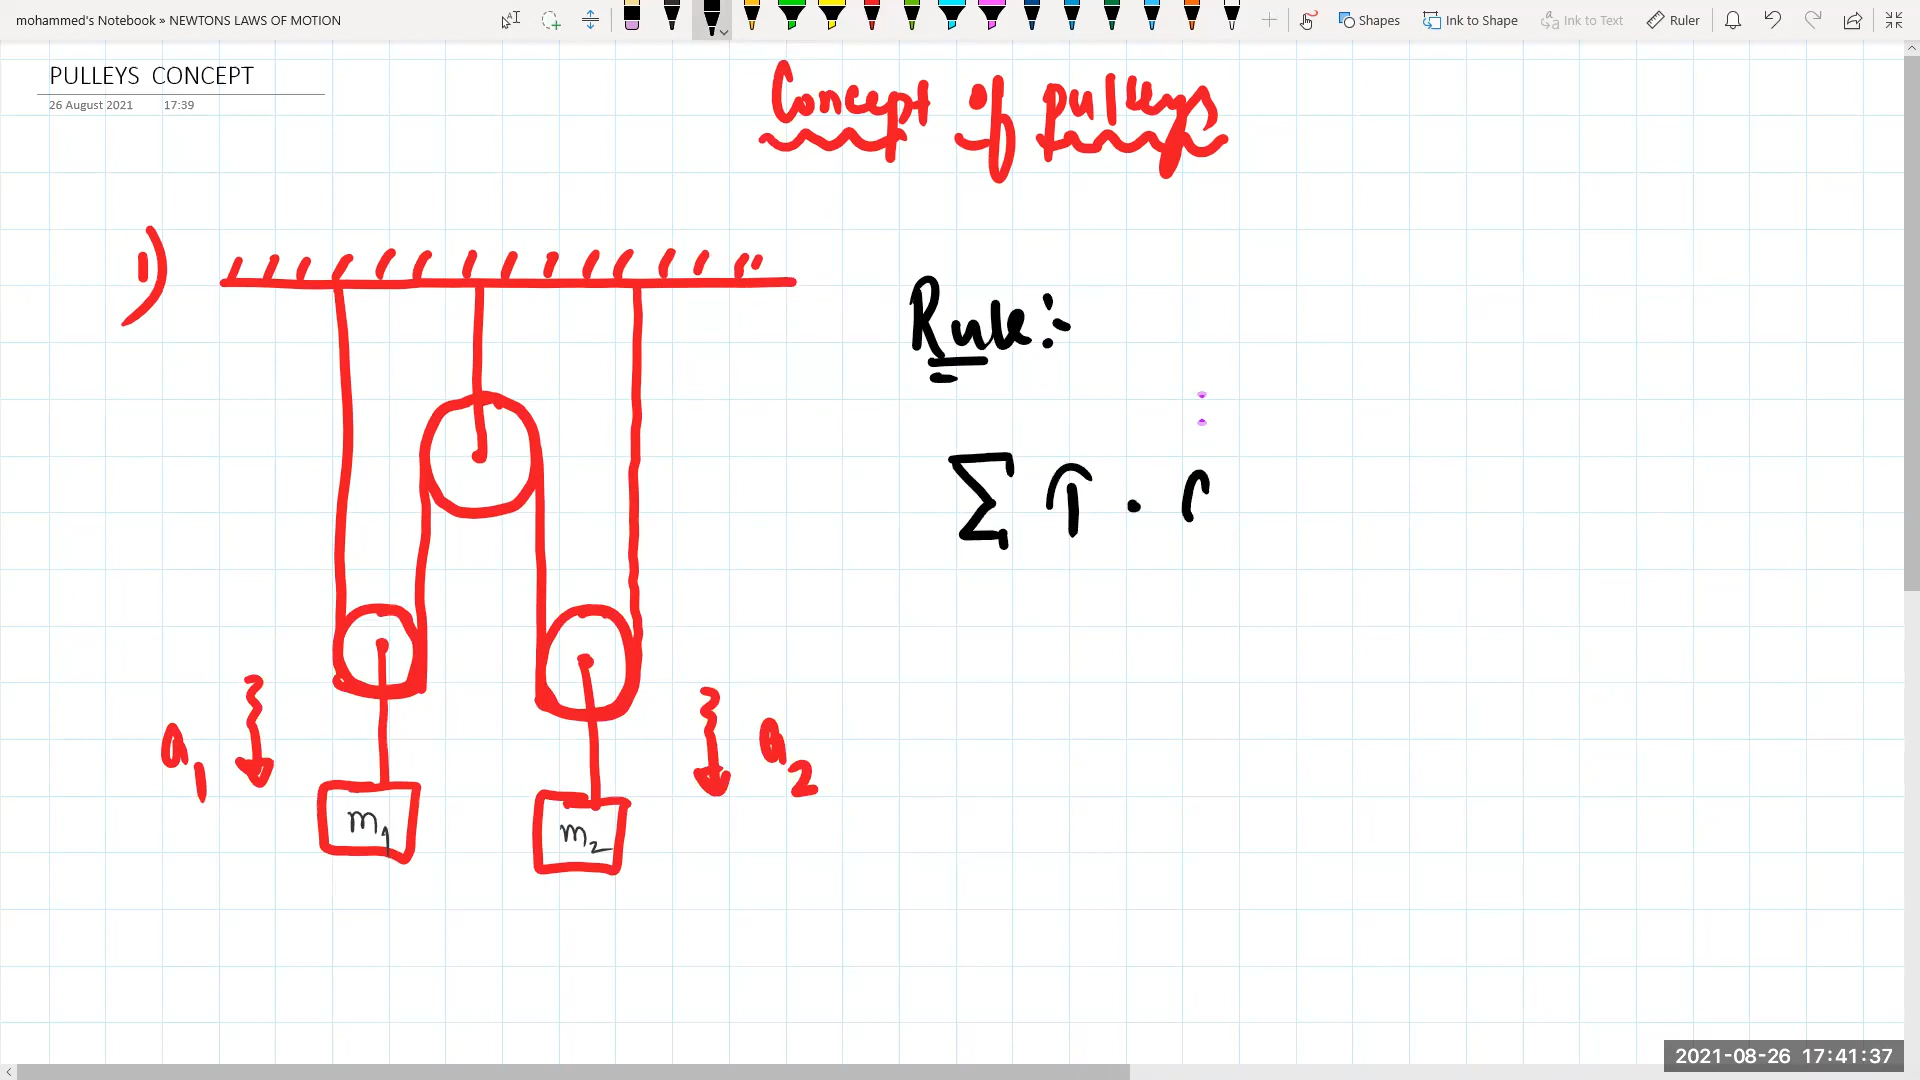 mohammed's Notebook » NEWTONS LAWS OF MOTION
Shapes
Ink to Shape
Ink to Text
Ruler
PULLEYS CONCEPT
26 August 2021 17:39
Concept of pulleys
1)
Rule:-
Σ T ·
a1
a2
m1
m2
2021-08-26 17:41:37